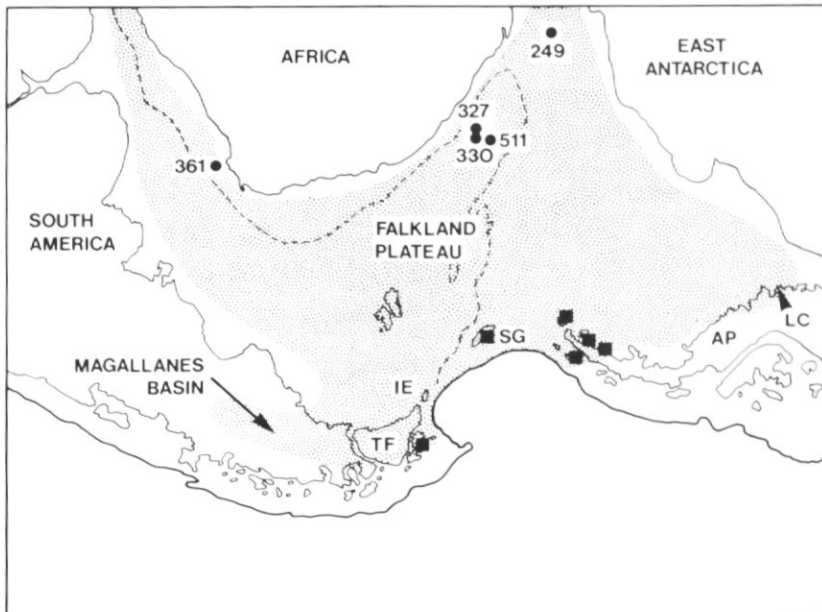 AFRICA
249
EAST
ANTARCTICA
327
330
511
361
SOUTH
AMERICA
FALKLAND
PLATEAU
SG
AP
LC
MAGALLANES
BASIN
IE
TF